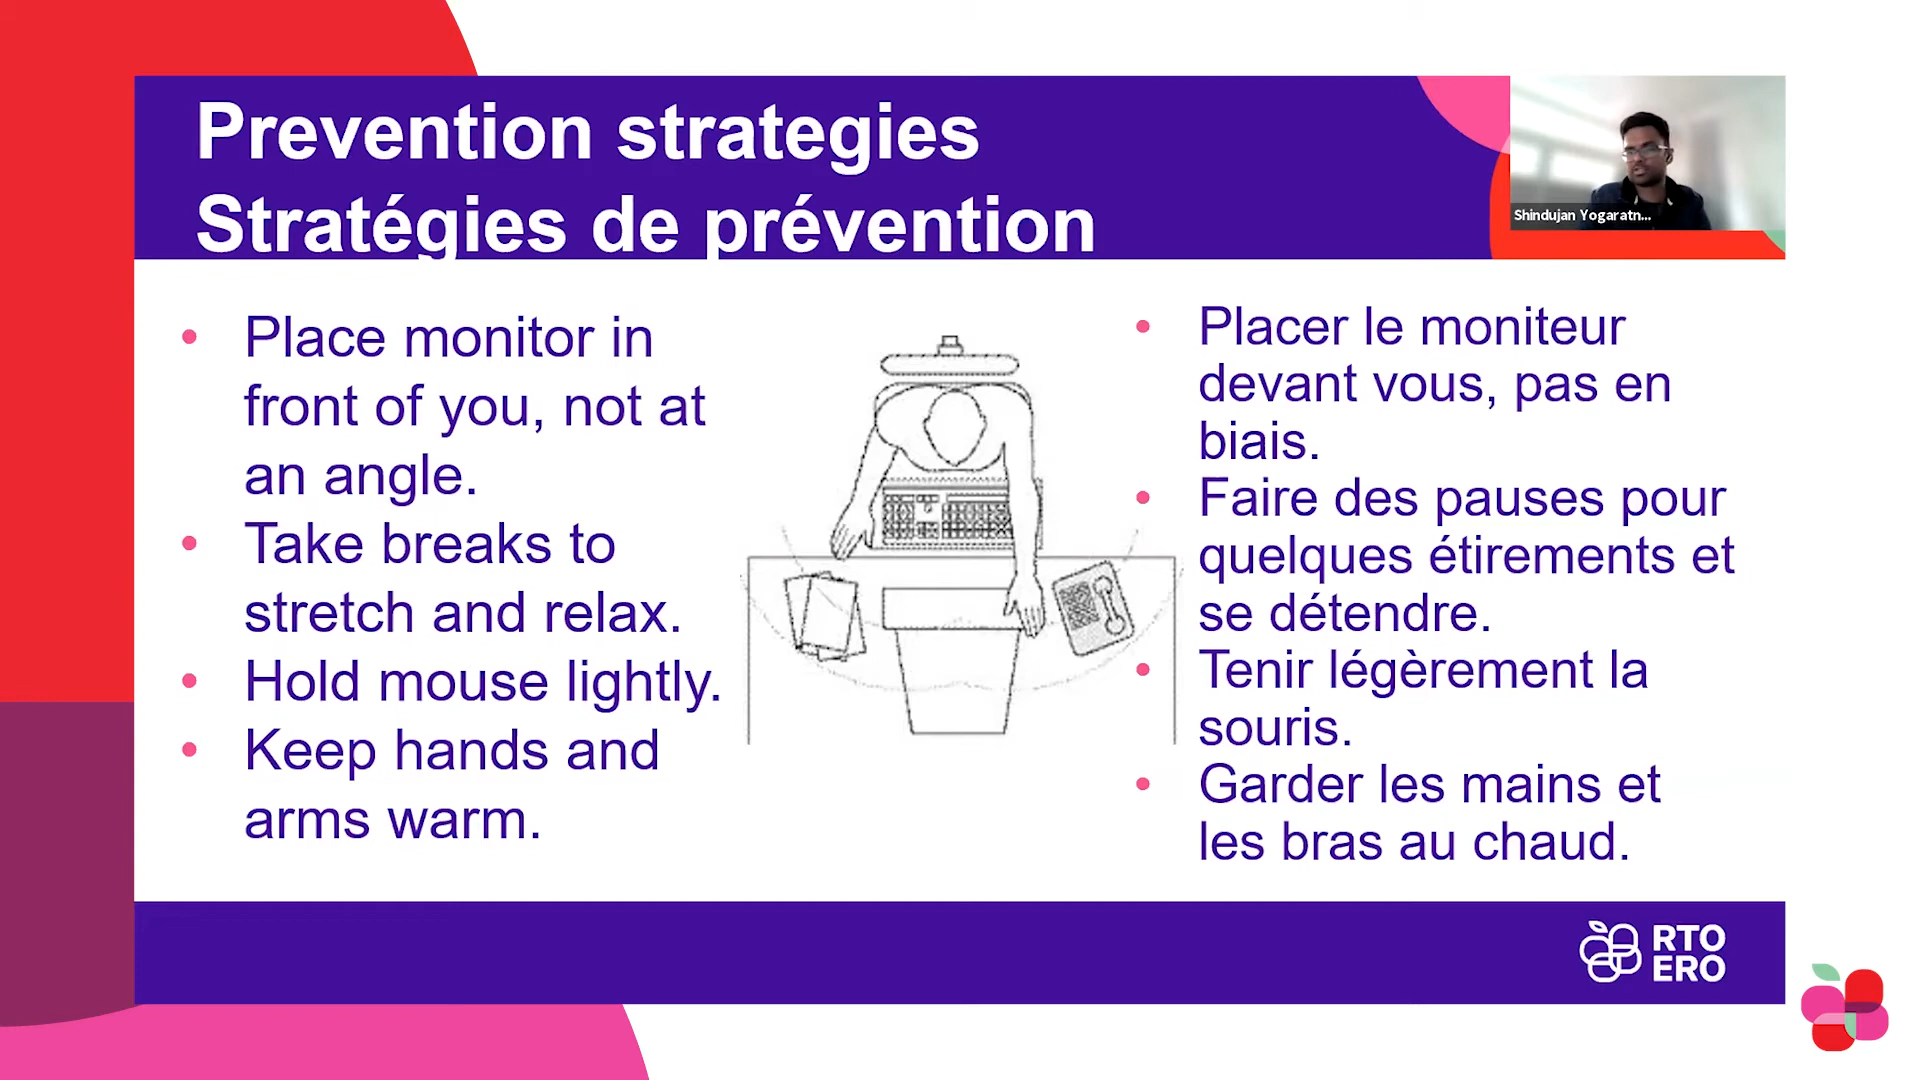 Prevention strategies
Stratégies de prévention
Shindujan Yogaratn...
• Place monitor in
front of you, not at
an angle.
• Take breaks to
stretch and relax.
• Hold mouse lightly.
• Keep hands and
arms warm.
• Placer le moniteur
devant vous, pas en
biais.
• Faire des pauses pour
quelques étirements et
se détendre.
• Tenir légèrement la
souris.
• Garder les mains et
les bras au chaud.
RTO
ERO